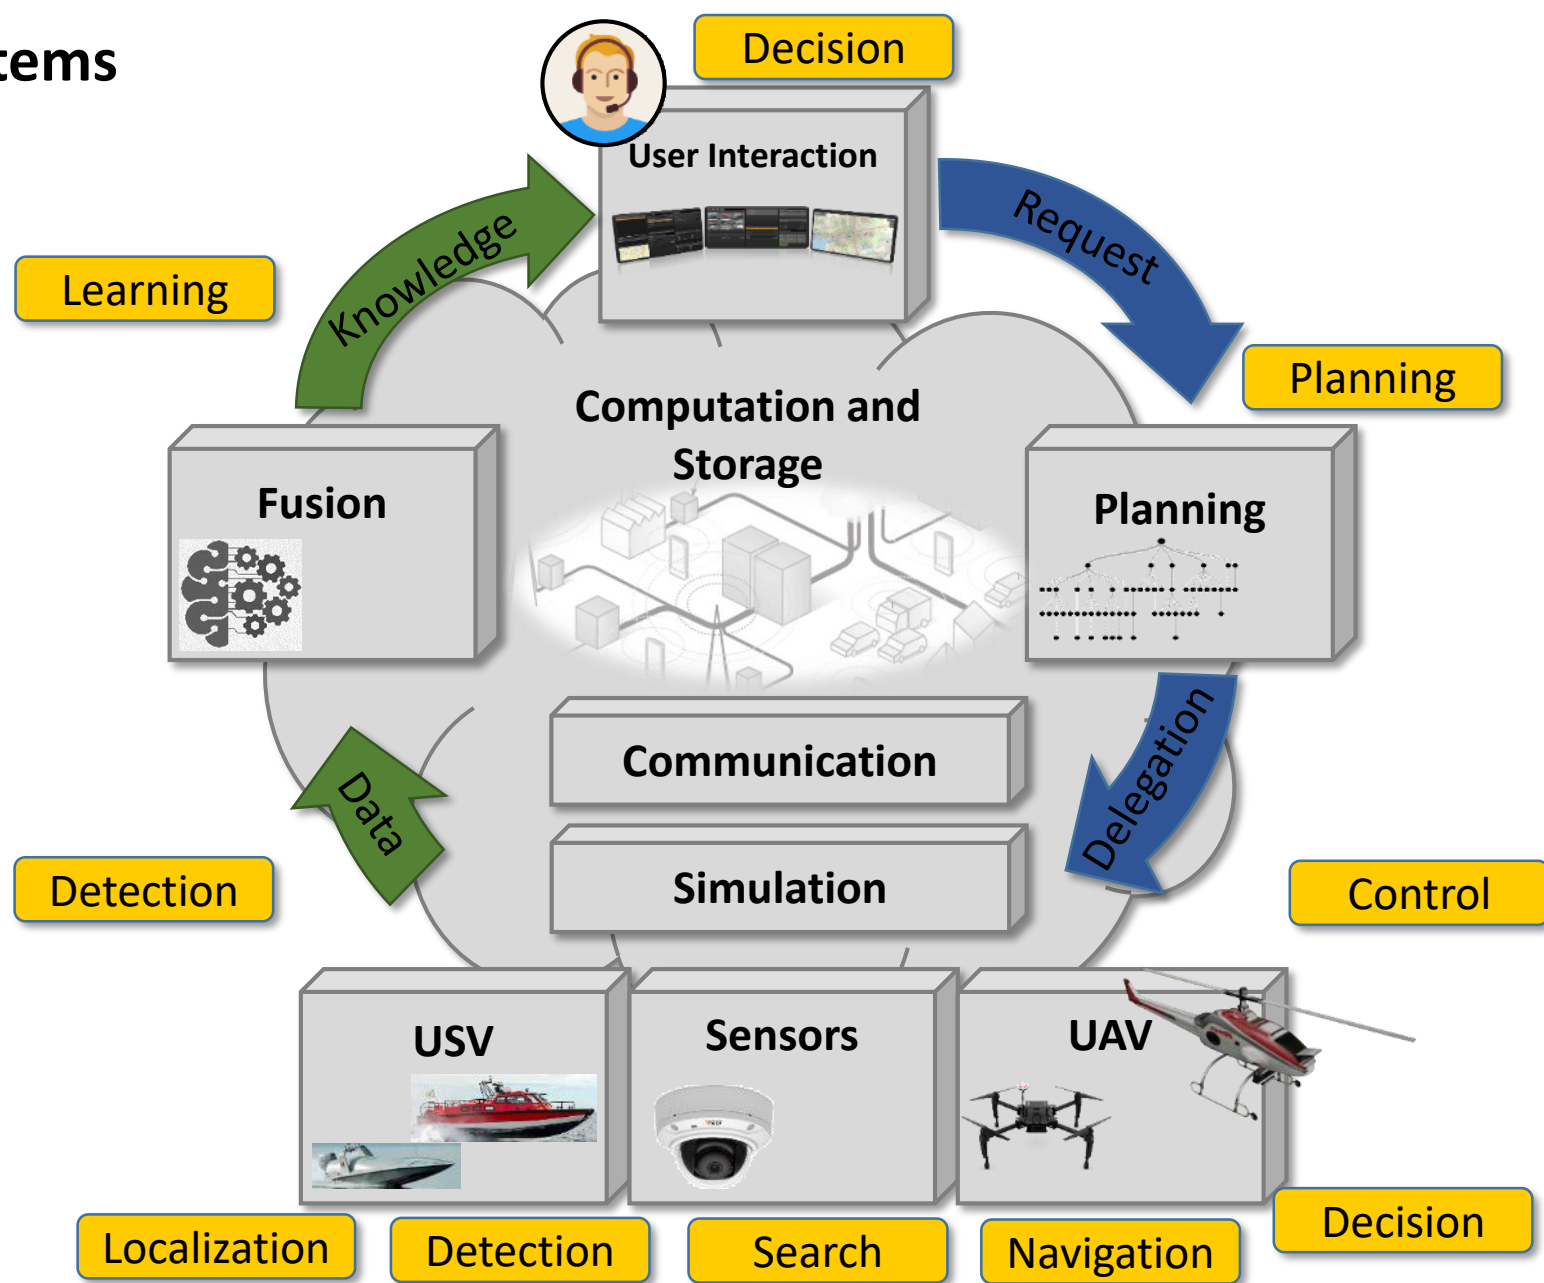 tems
Decision
User Interaction
Knowledge
Request
Learning
Planning
Computation and
Storage
Fusion
Planning
Communication
Delegation
Data
Simulation
Detection
Control
USV
Sensors
UAV
Localization
Detection
Search
Navigation
Decision